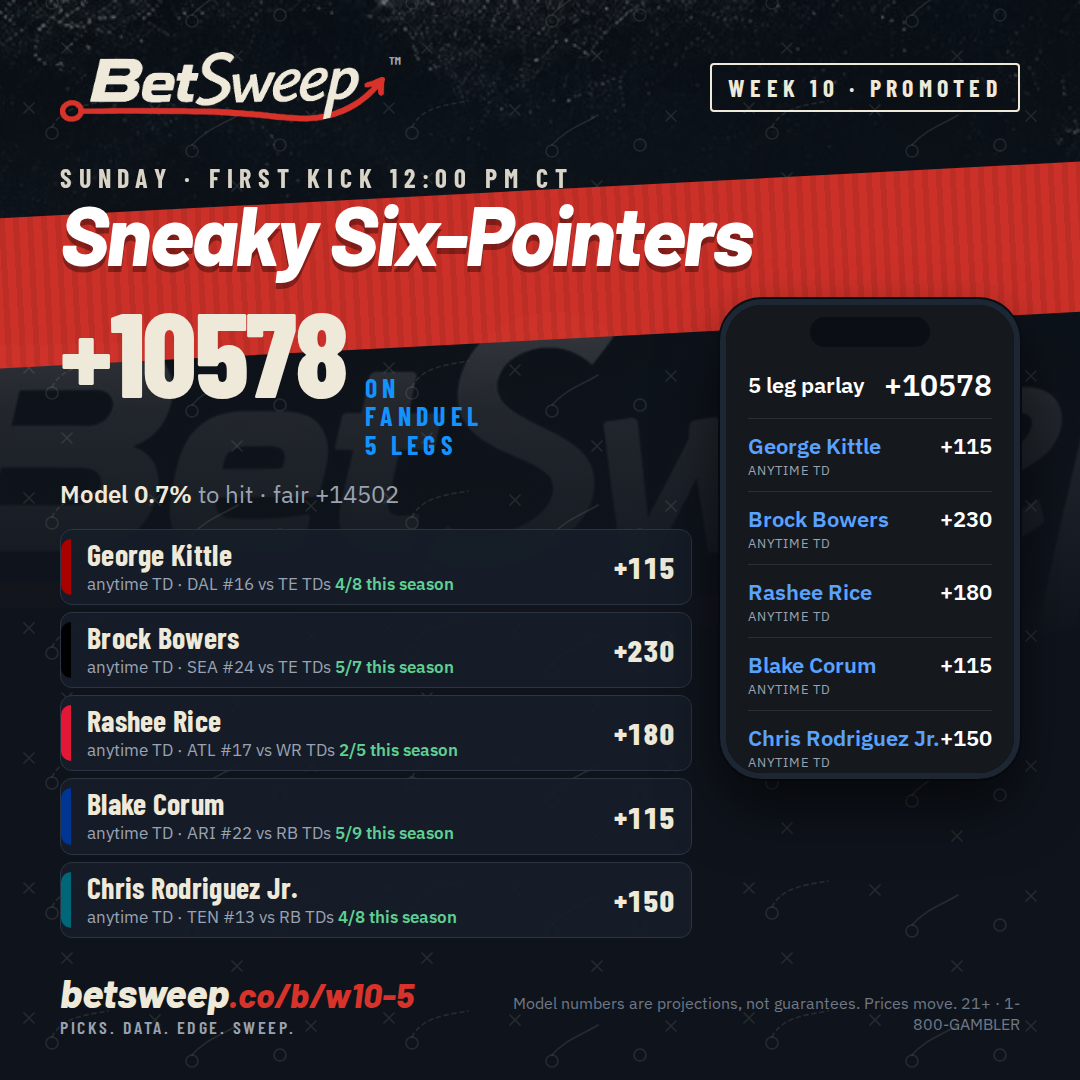 BetSweep™
WEEK 10 · PROMOTED
SUNDAY · FIRST KICK 12:00 PM CT
Sneaky Six-Pointers
+10578
ON
FANDUEL
5 LEGS
Model 0.7% to hit · fair +14502
George Kittle
anytime TD · DAL #16 vs TE TDs 4/8 this season
+115
Brock Bowers
anytime TD · SEA #24 vs TE TDs 5/7 this season
+230
Rashee Rice
anytime TD · ATL #17 vs WR TDs 2/5 this season
+180
Blake Corum
anytime TD · ARI #22 vs RB TDs 5/9 this season
+115
Chris Rodriguez Jr.
anytime TD · TEN #13 vs RB TDs 4/8 this season
+150
5 leg parlay +10578
George Kittle +115
ANYTIME TD
Brock Bowers +230
ANYTIME TD
Rashee Rice +180
ANYTIME TD
Blake Corum +115
ANYTIME TD
Chris Rodriguez Jr. +150
ANYTIME TD
betsweep.co/b/w10-5
PICKS. DATA. EDGE. SWEEP.
Model numbers are projections, not guarantees. Prices move. 21+ · 1-
800-GAMBLER